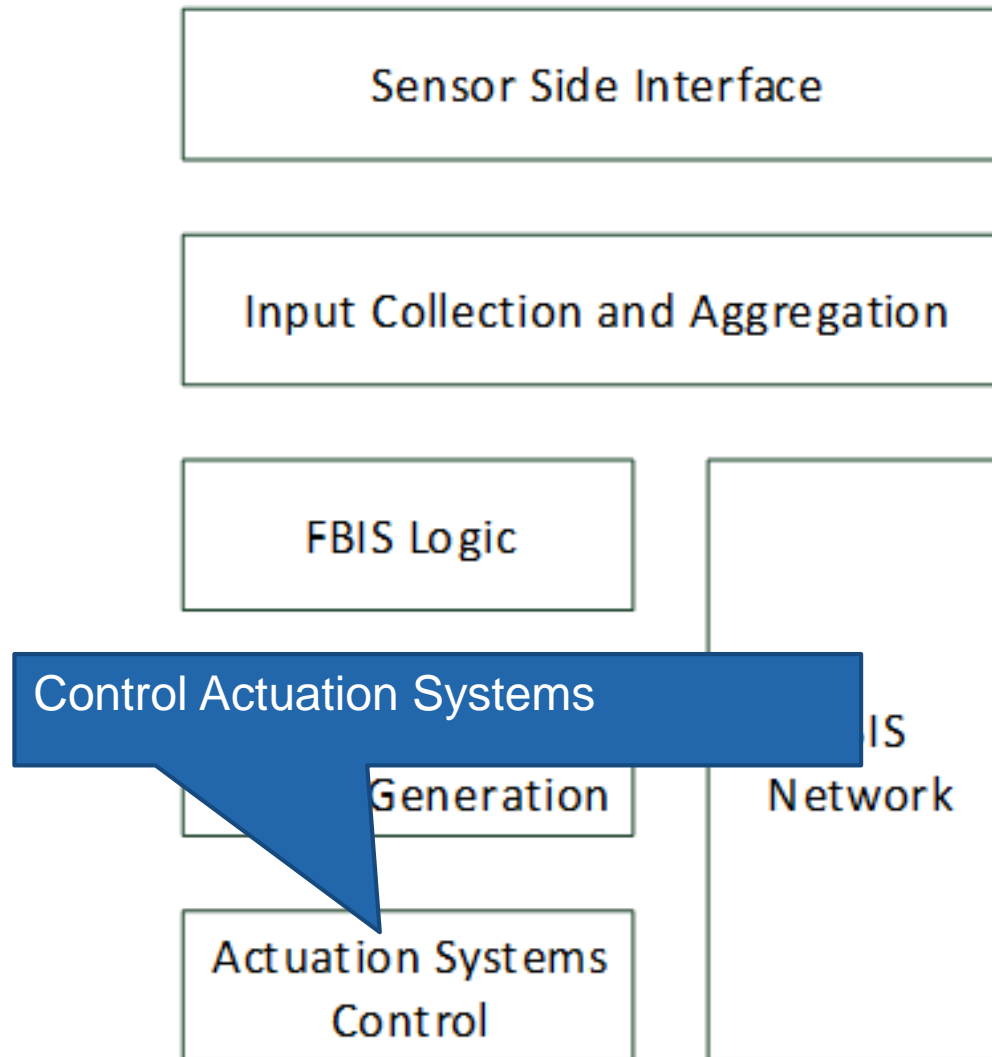 Sensor Side Interface
Input Collection and Aggregation
FBIS Logic
Control Actuation Systems
Generation
IS
Network
Actuation Systems
Control